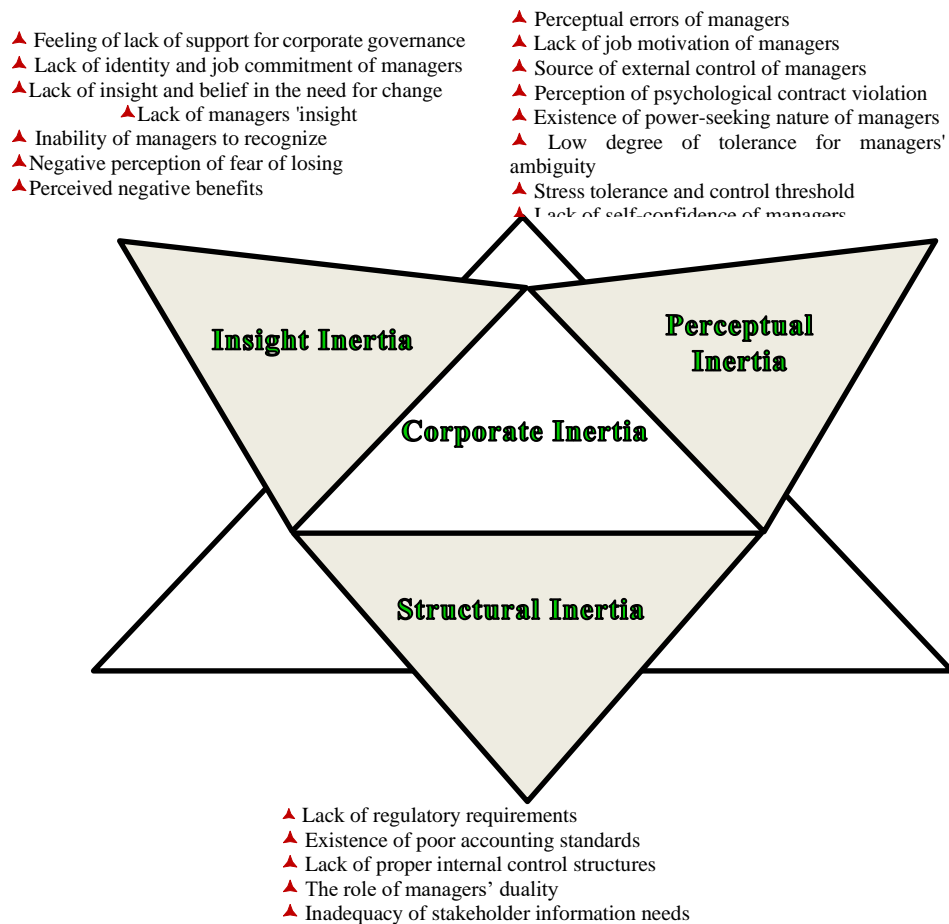 Feeling of lack of support for corporate governance
Lack of identity and job commitment of managers
Lack of insight and belief in the need for change
Lack of managers 'insight
Inability of managers to recognize
Negative perception of fear of losing
Perceived negative benefits
Perceptual errors of managers
Lack of job motivation of managers
Source of external control of managers
Perception of psychological contract violation
Existence of power-seeking nature of managers
Low degree of tolerance for managers'
ambiguity
Stress tolerance and control threshold
Lack of self-confidence of managers
Insight Inertia
Perceptual
Inertia
Corporate Inertia
Structural Inertia
Lack of regulatory requirements
Existence of poor accounting standards
Lack of proper internal control structures
The role of managers’ duality
Inadequacy of stakeholder information needs